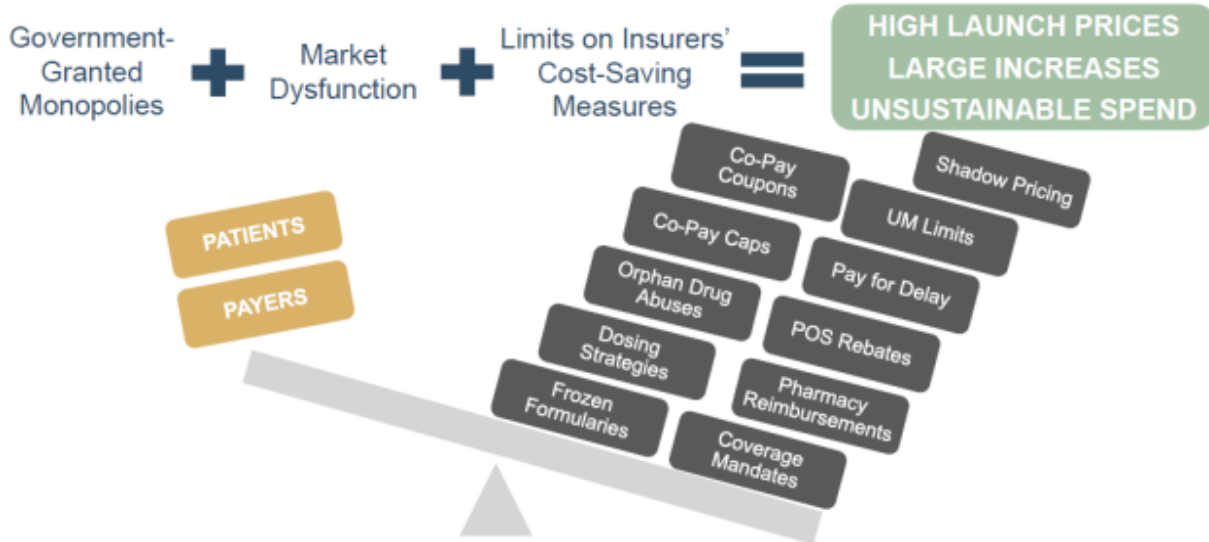 Government-
Granted
Monopolies
Market
Dysfunction
Limits on Insurers'
Cost-Saving
Measures
HIGH LAUNCH PRICES
LARGE INCREASES
UNSUSTAINABLE SPEND
PATIENTS
PAYERS
Co-Pay
Coupons
Shadow Pricing
Co-Pay Caps
UM Limits
Orphan Drug
Abuses
Pay for Delay
Dosing
Strategies
POS Rebates
Frozen
Formularies
Pharmacy
Reimbursements
Coverage
Mandates